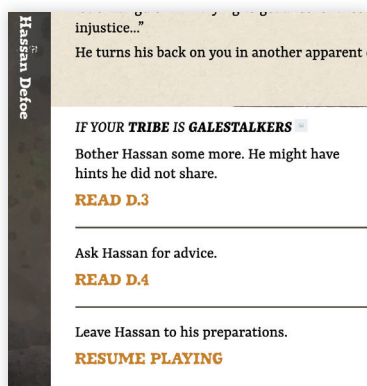 Hassan Defoe
injustice...”
He turns his back on you in another apparent
IF YOUR TRIBE IS GALESTALKERS
Bother Hassan some more. He might have
hints he did not share.
READ D.3
Ask Hassan for advice.
READ D.4
Leave Hassan to his preparations.
RESUME PLAYING